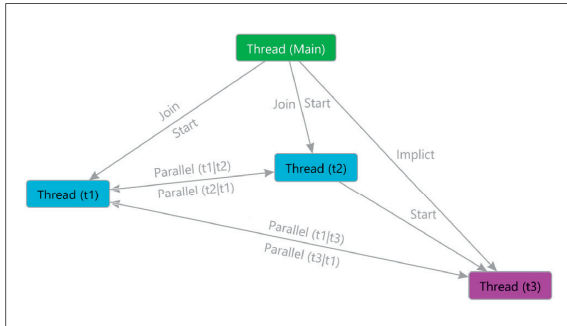 Thread (Main)
Join
Start
Join
Start
Implict
Parallel (t1|t2)
Parallel (t2|t1)
Thread (t2)
Thread (t1)
Start
Parallel (t1|t3)
Parallel (t3|t1)
Thread (t3)